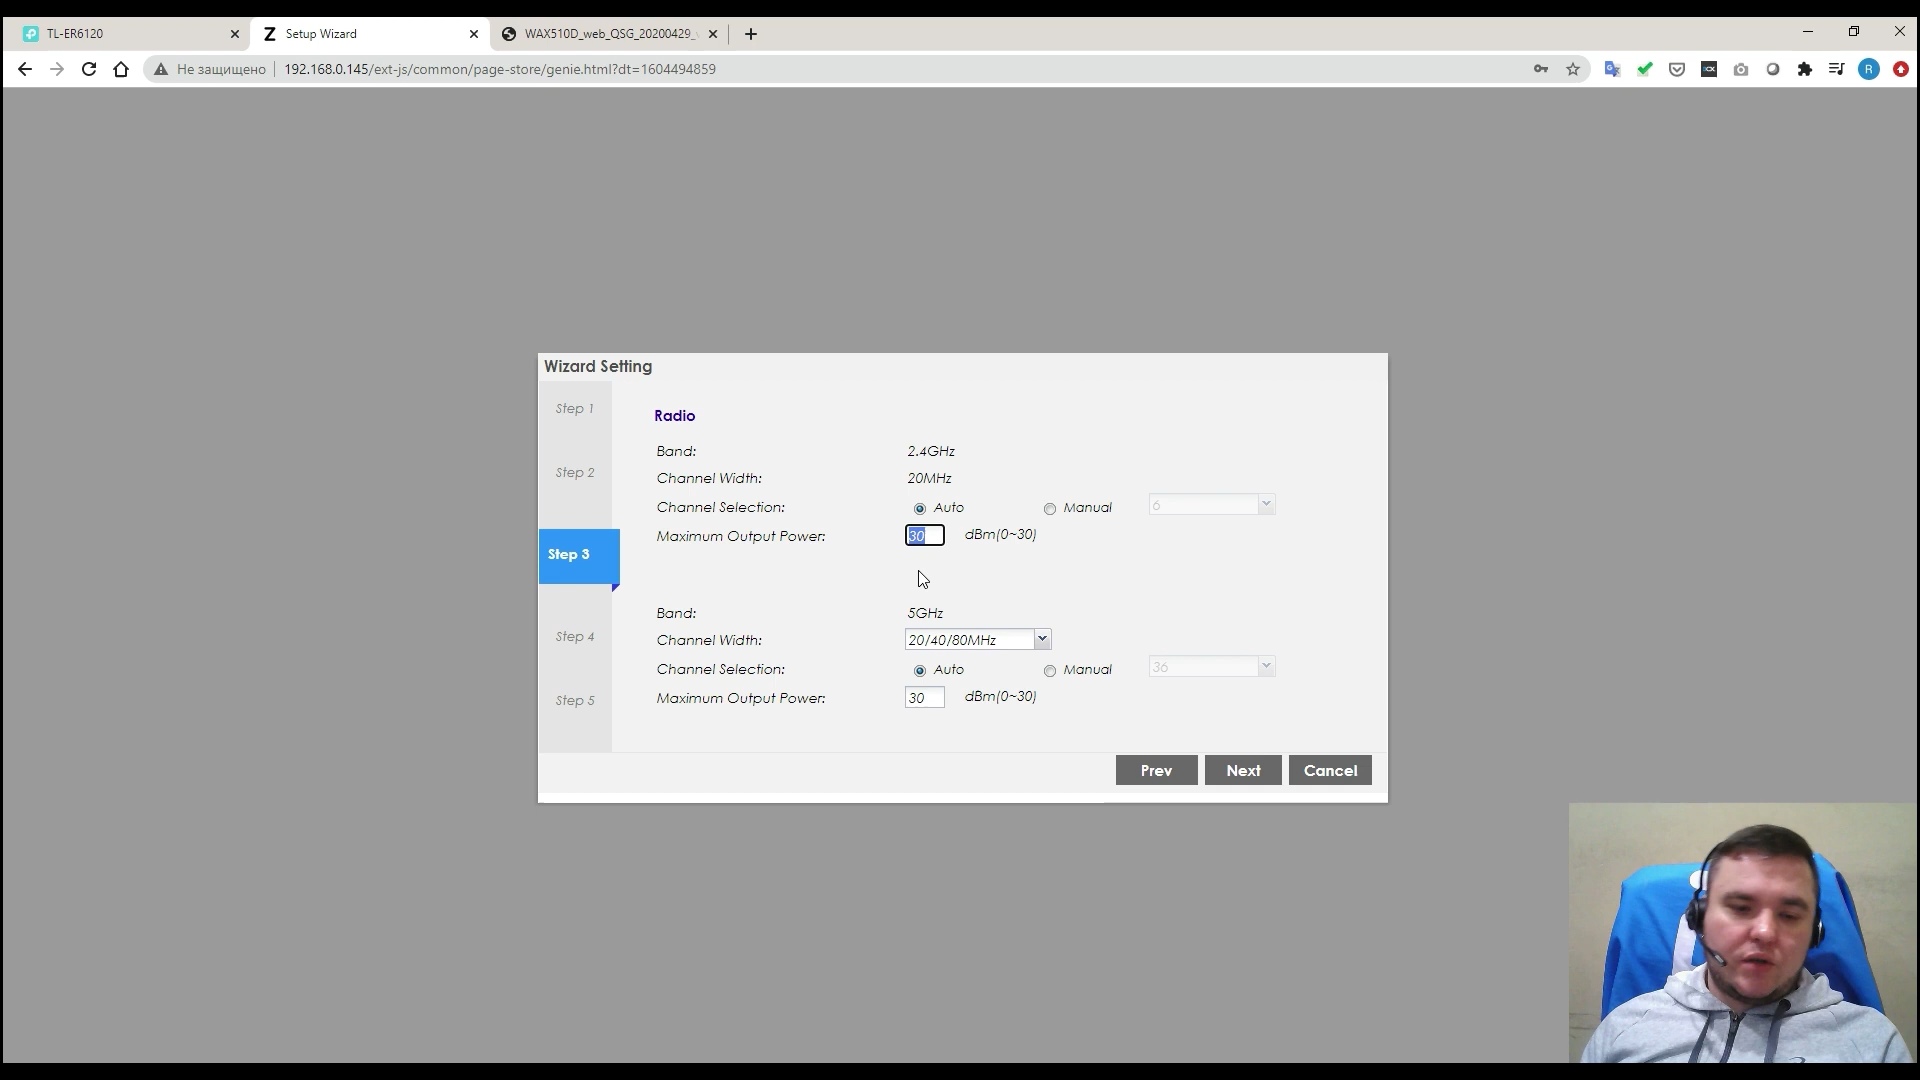 TL-ER6120
Z Setup Wizard
WAX510D_web_QSG_20200429_
Не защищено
192.168.0.145/ext-js/common/page-store/genie.html?dt=1604494859
R
Wizard Setting
Step 1
Step 2
Step 3
Step 4
Step 5
Radio
Band: 2.4GHz
Channel Width: 20MHz
Channel Selection: Auto Manual 6
Maximum Output Power: 30 dBm(0~30)
Band: 5GHz
Channel Width: 20/40/80MHz
Channel Selection: Auto Manual 36
Maximum Output Power: 30 dBm(0~30)
Prev Next Cancel